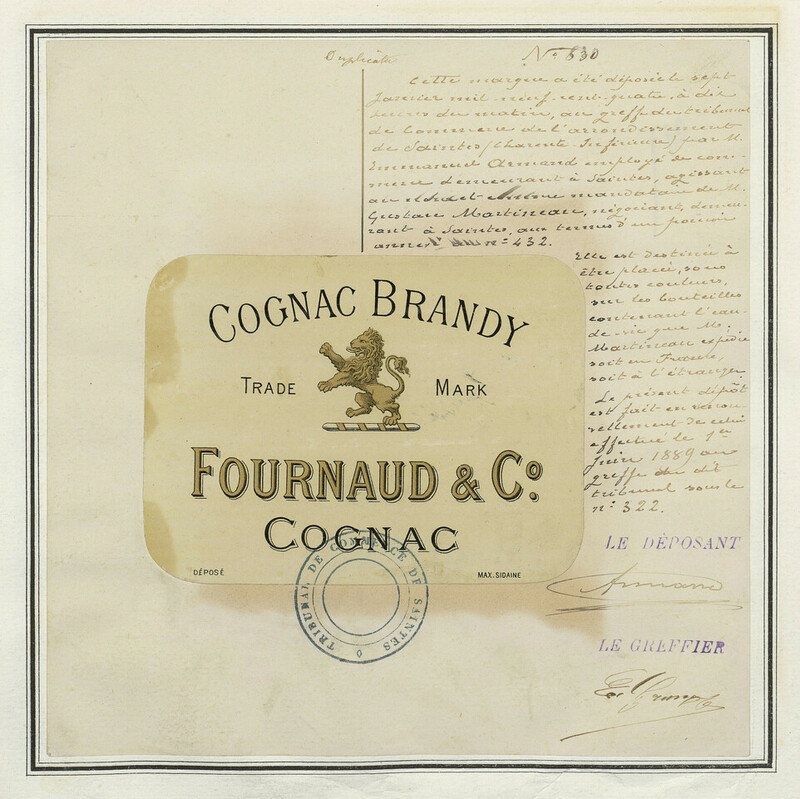 Duplicata
N° 530
Cette marque a été déposée le sept
Janvier mil neuf cent quatre, à dix
heures du matin, au greffe du tribunal
de Commerce de l'arrondissement
de Saintes (Charente Inférieure) par M.
Emmanuel Armand employé de com-
merce demeurant à Saintes, agissant
au mandataire de M.
Gustave Martineau, négociant, demeu-
rant à Saintes, aux termes d'un pouvoir
annexé n° 432.
Elle est destinée à
être placée, sous
toutes couleurs,
sur les bouteilles
contenant l'eau-
de-vie que M.
Martineau expédie
soit en France,
soit à l'étranger
Le présent dépôt
est fait en renou-
vellement de celui
effectué le 1er
Juin 1889 au
greffe du dit
tribunal sous le
n° 322.
COGNAC BRANDY
TRADE MARK
FOURNAUD & Co.
COGNAC
DÉPOSÉ
MAX. SIDAINE
TRIBUNAL DE COMMERCE DE SAINTES
LE DÉPOSANT
Armand
LE GREFFIER